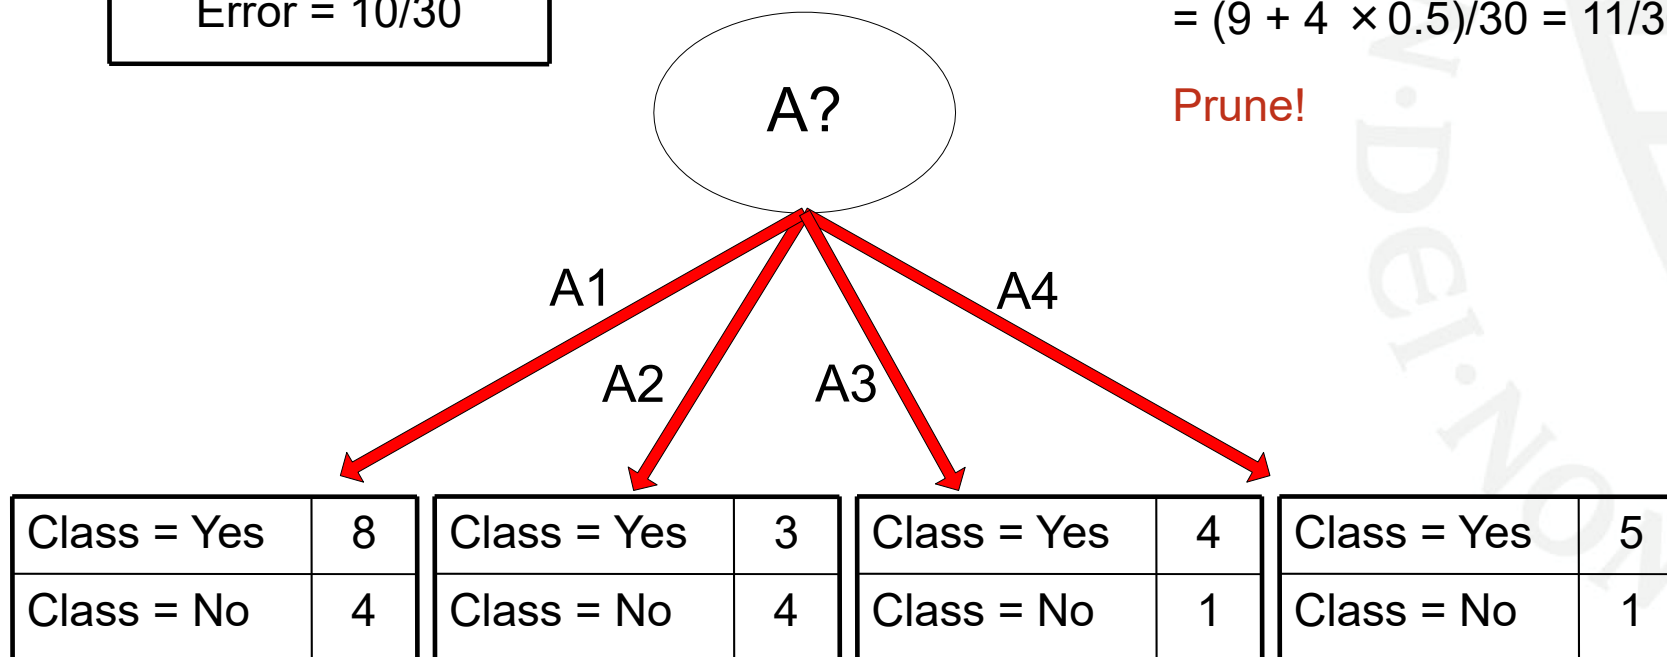 Error = 10/30
= (9 + 4 × 0.5)/30 = 11/3
Prune!
A?
A1
A4
A2
A3
Class = Yes 8
Class = No 4
Class = Yes 3
Class = No 4
Class = Yes 4
Class = No 1
Class = Yes 5
Class = No 1
DEI·NON